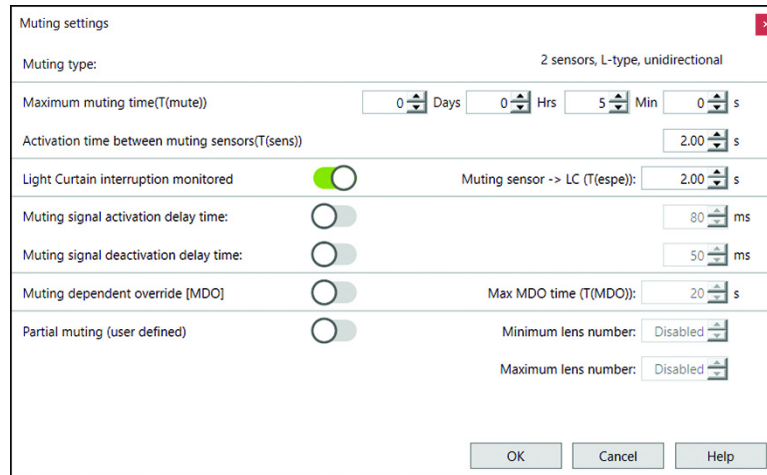 Muting settings
Muting type: 2 sensors, L-type, unidirectional
Maximum muting time(T(mute)) 0 Days 0 Hrs 5 Min 0 s
Activation time between muting sensors(T(sens)) 2.00 s
Light Curtain interruption monitored Muting sensor -> LC (T(espe)): 2.00 s
Muting signal activation delay time: 80 ms
Muting signal deactivation delay time: 50 ms
Muting dependent override [MDO] Max MDO time (T(MDO)): 20 s
Partial muting (user defined) Minimum lens number: Disabled
Maximum lens number: Disabled
OK Cancel Help